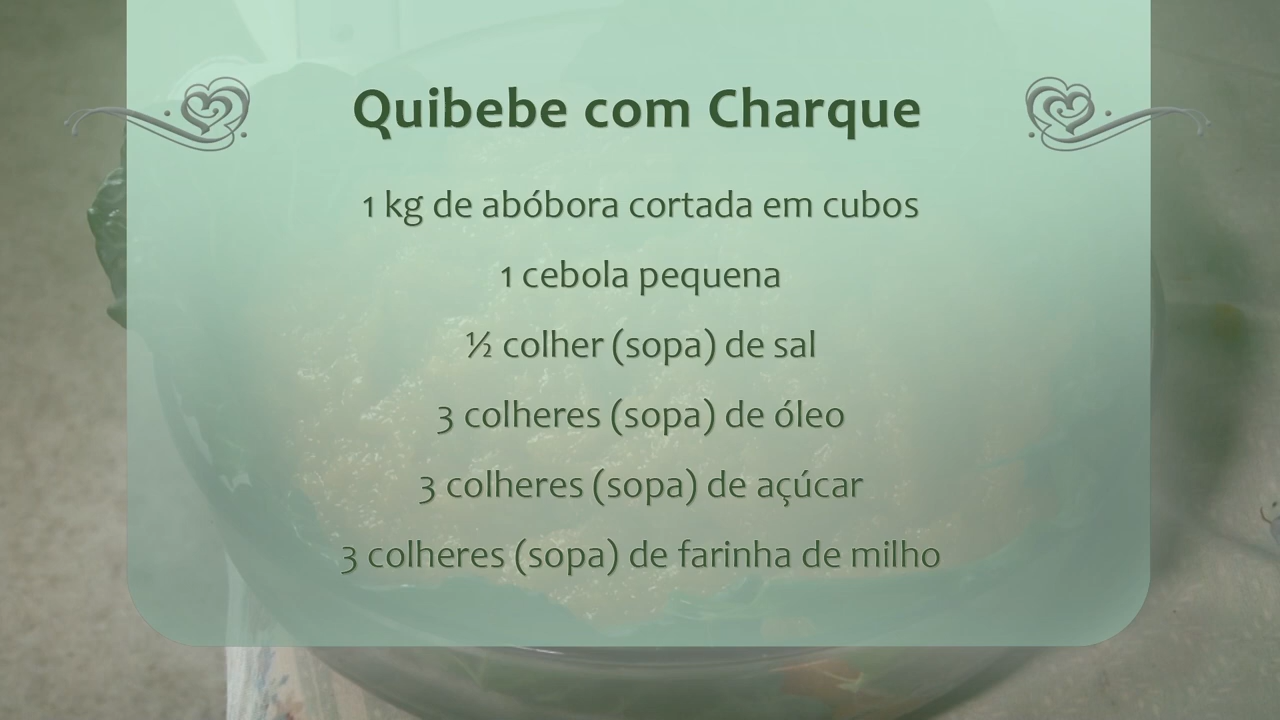 Quibebe com Charque
1 kg de abóbora cortada em cubos
1 cebola pequena
½ colher (sopa) de sal
3 colheres (sopa) de óleo
3 colheres (sopa) de açúcar
3 colheres (sopa) de farinha de milho